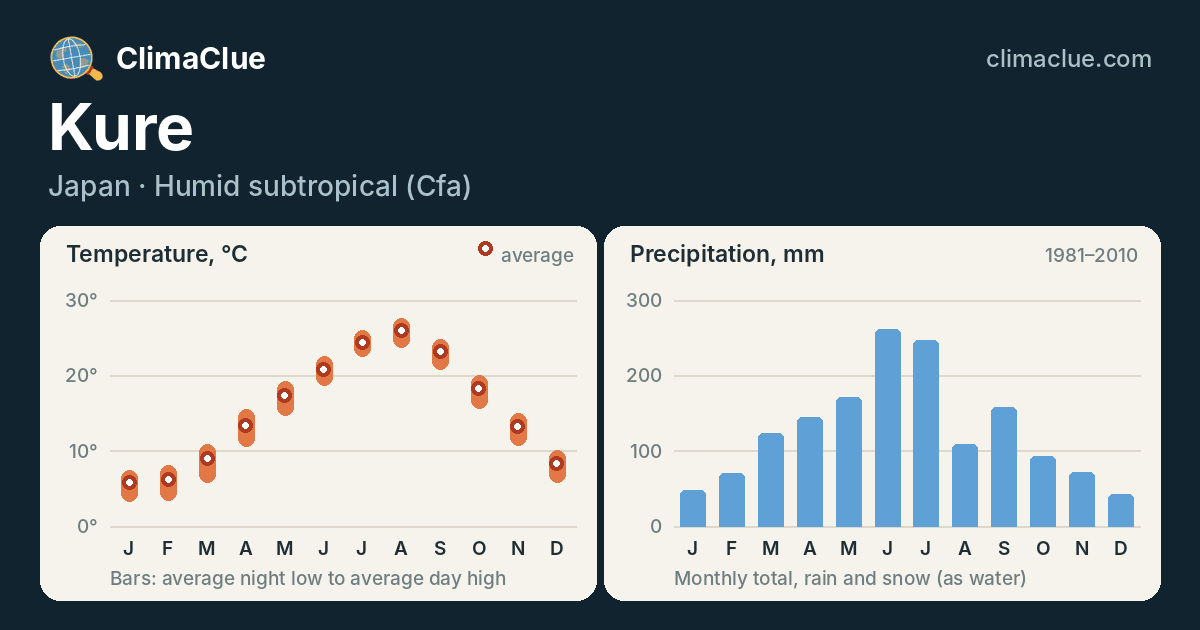 ClimaClue
climaclue.com
Kure
Japan · Humid subtropical (Cfa)
Temperature, °C
average
30°
20°
10°
0°
J F M A M J J A S O N D
Bars: average night low to average day high
Precipitation, mm
1981–2010
300
200
100
0
J F M A M J J A S O N D
Monthly total, rain and snow (as water)